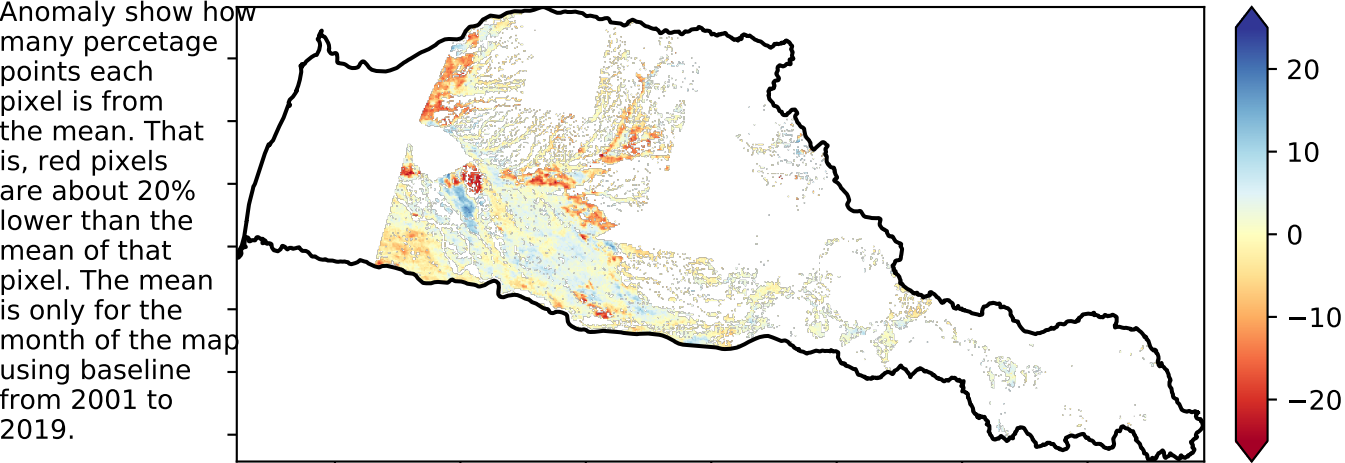 Anomaly show how
many percetage
points each
pixel is from
the mean. That
is, red pixels
are about 20%
lower than the
mean of that
pixel. The mean
is only for the
month of the map
using baseline
from 2001 to
2019.
20
10
0
−10
−20